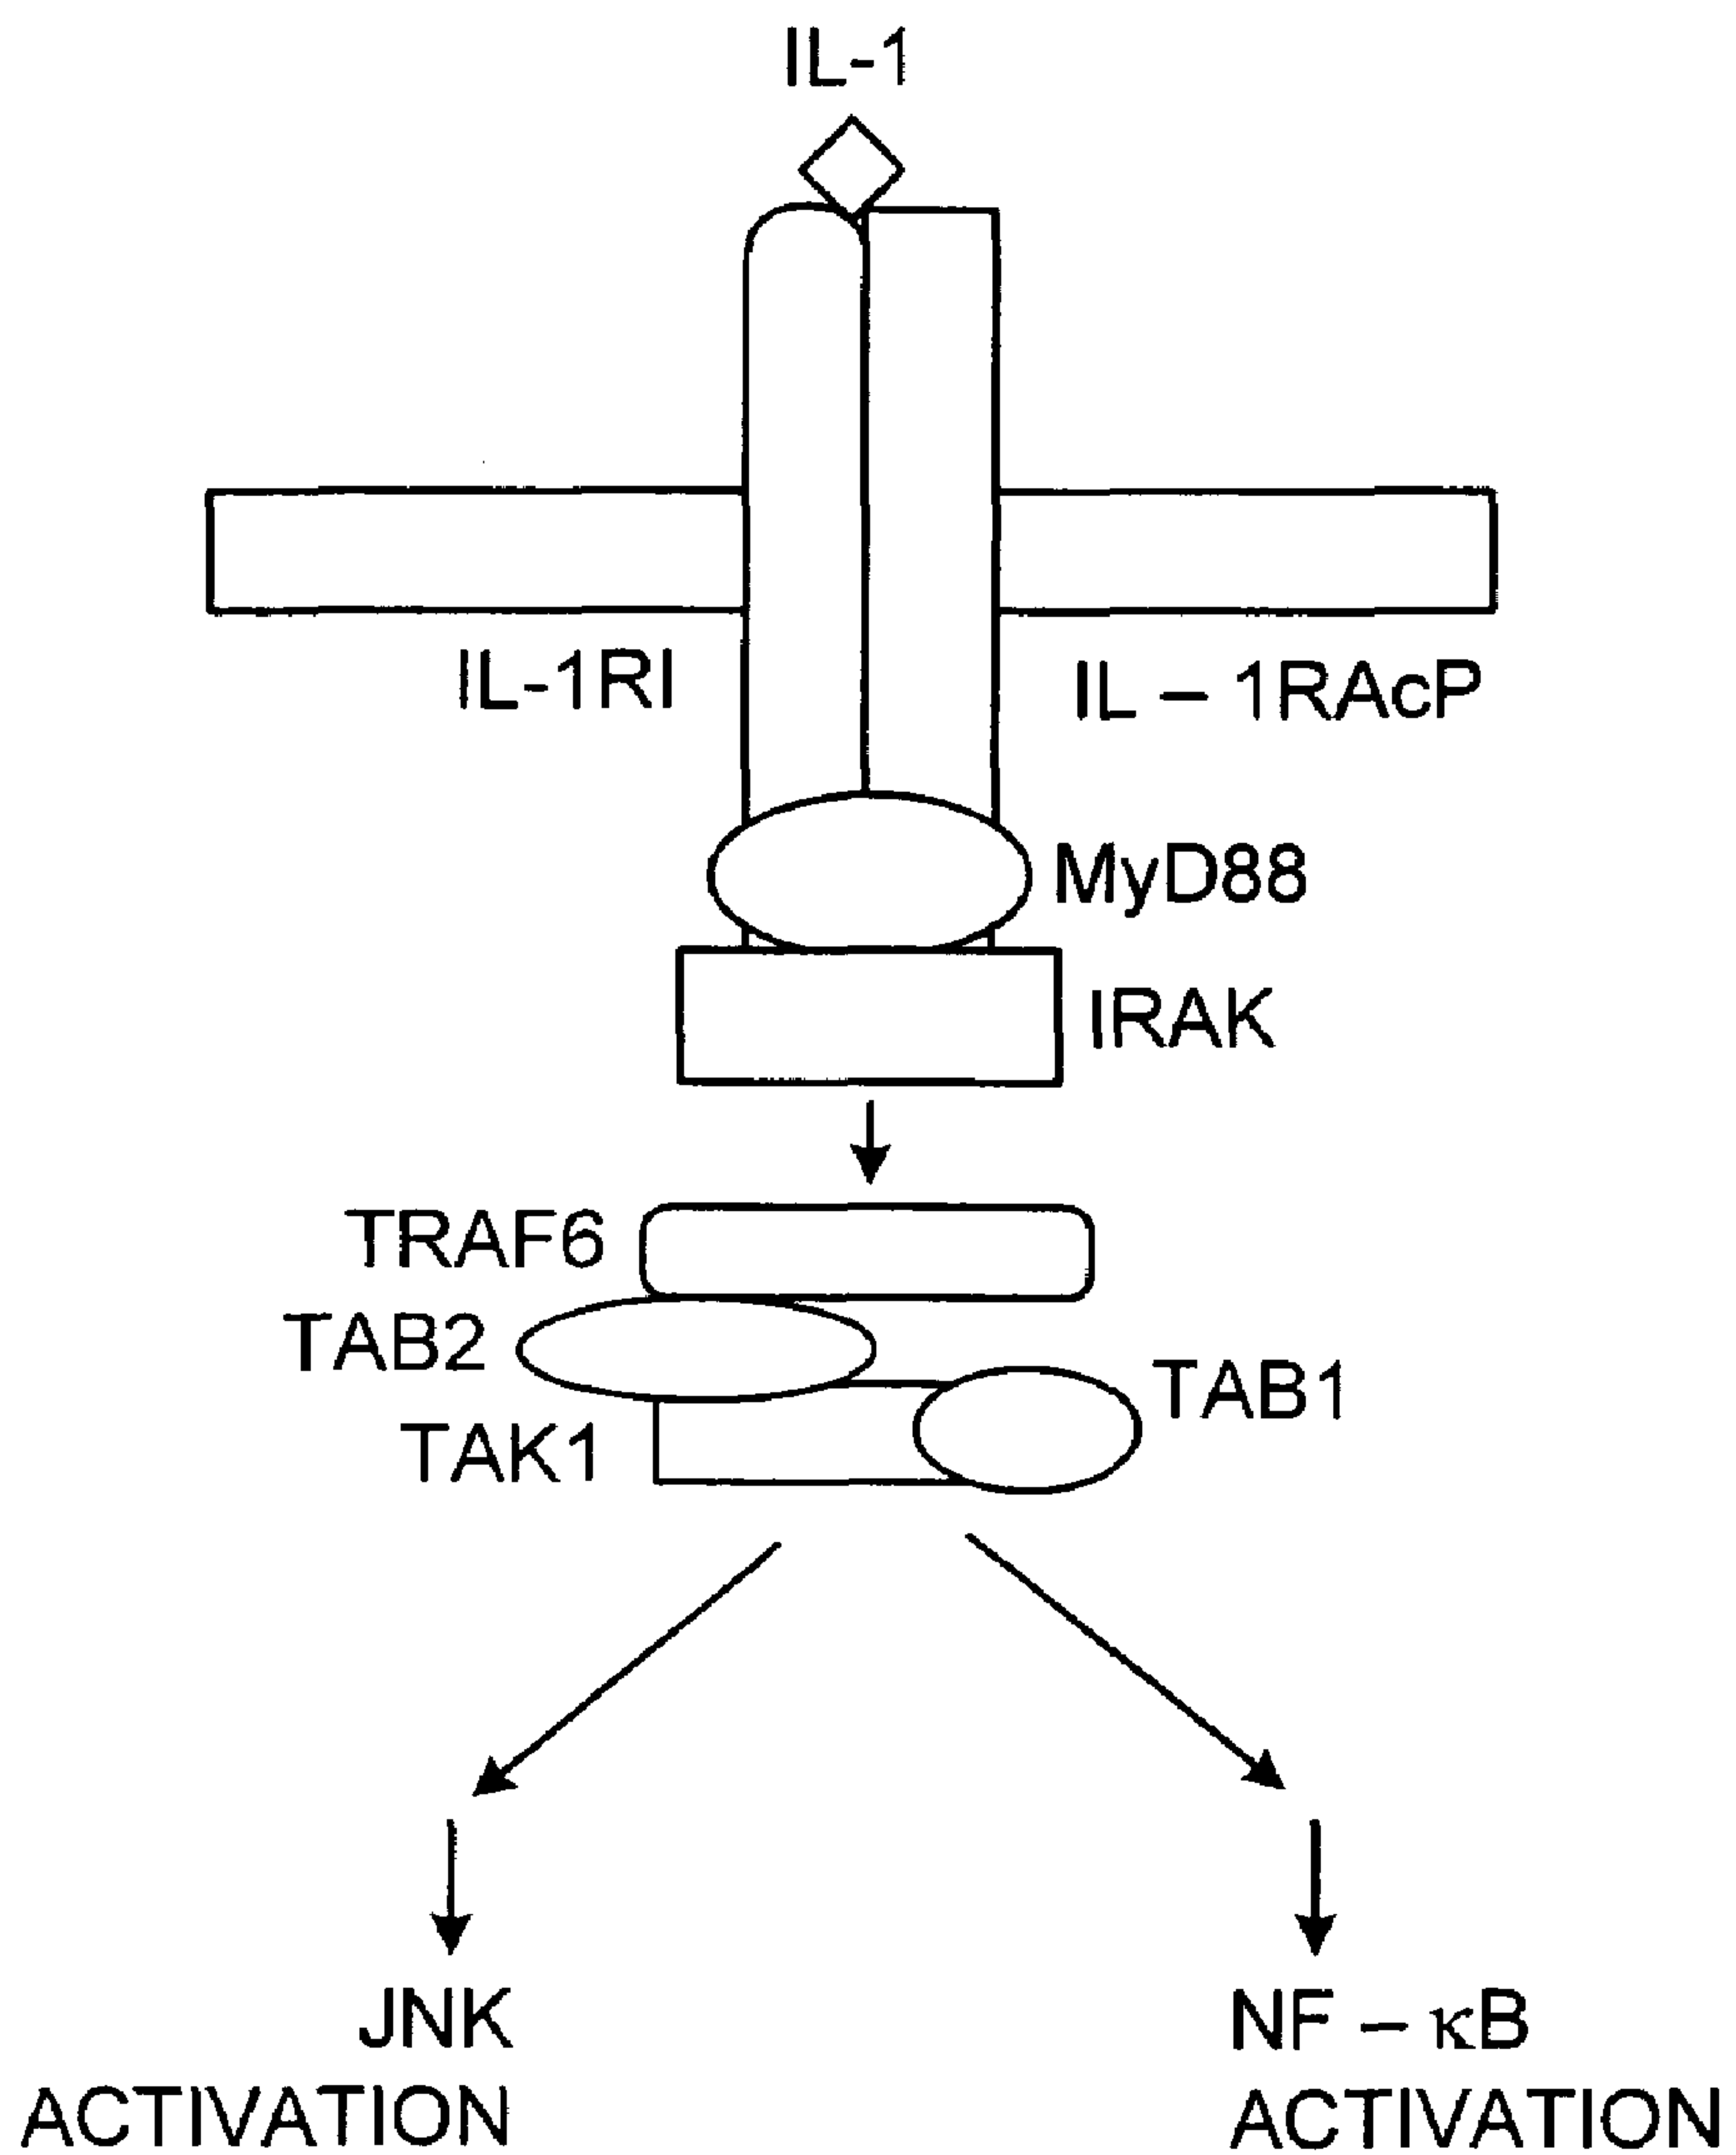 IL-1
IL-1RI
IL – 1RAcP
MyD88
IRAK
TRAF6
TAB2
TAB1
TAK1
JNK
ACTIVATION
NF – κB
ACTIVATION